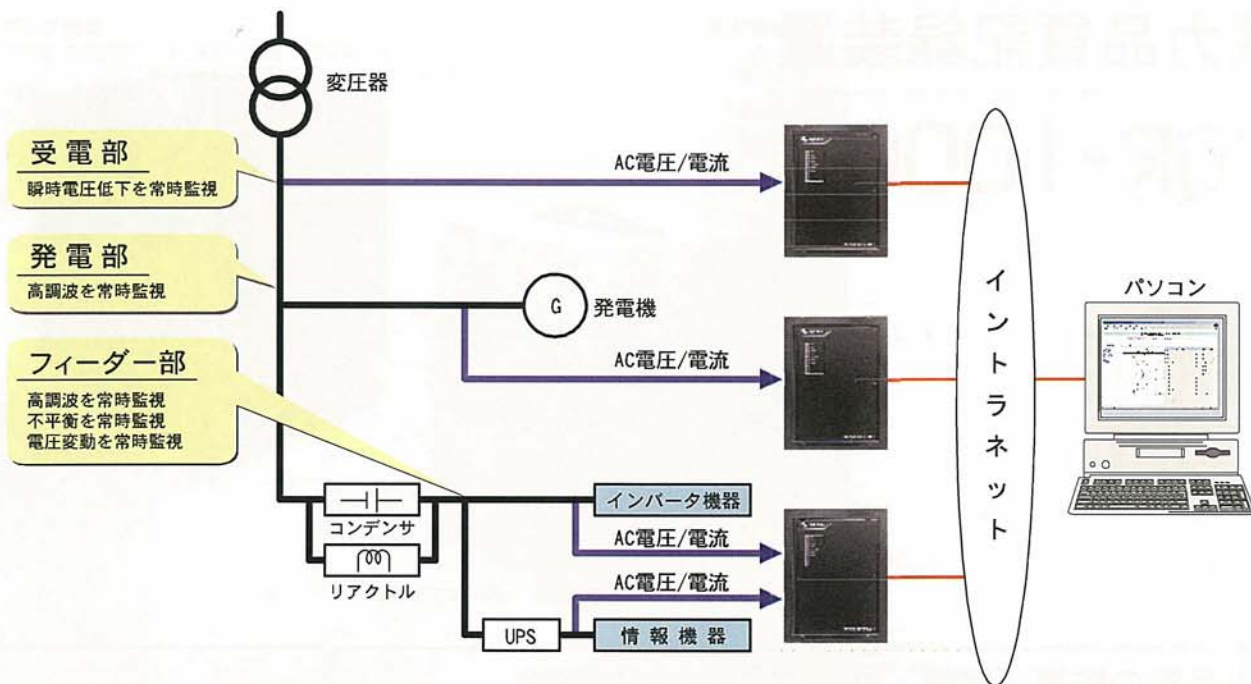 変圧器
受電部
瞬時電圧低下を常時監視
AC電圧/電流
発電部
高調波を常時監視
G
発電機
AC電圧/電流
フィーダー部
高調波を常時監視
不平衡を常時監視
電圧変動を常時監視
コンデンサ
リアクトル
インバータ機器
AC電圧/電流
AC電圧/電流
UPS
情報機器
イントラネット
パソコン